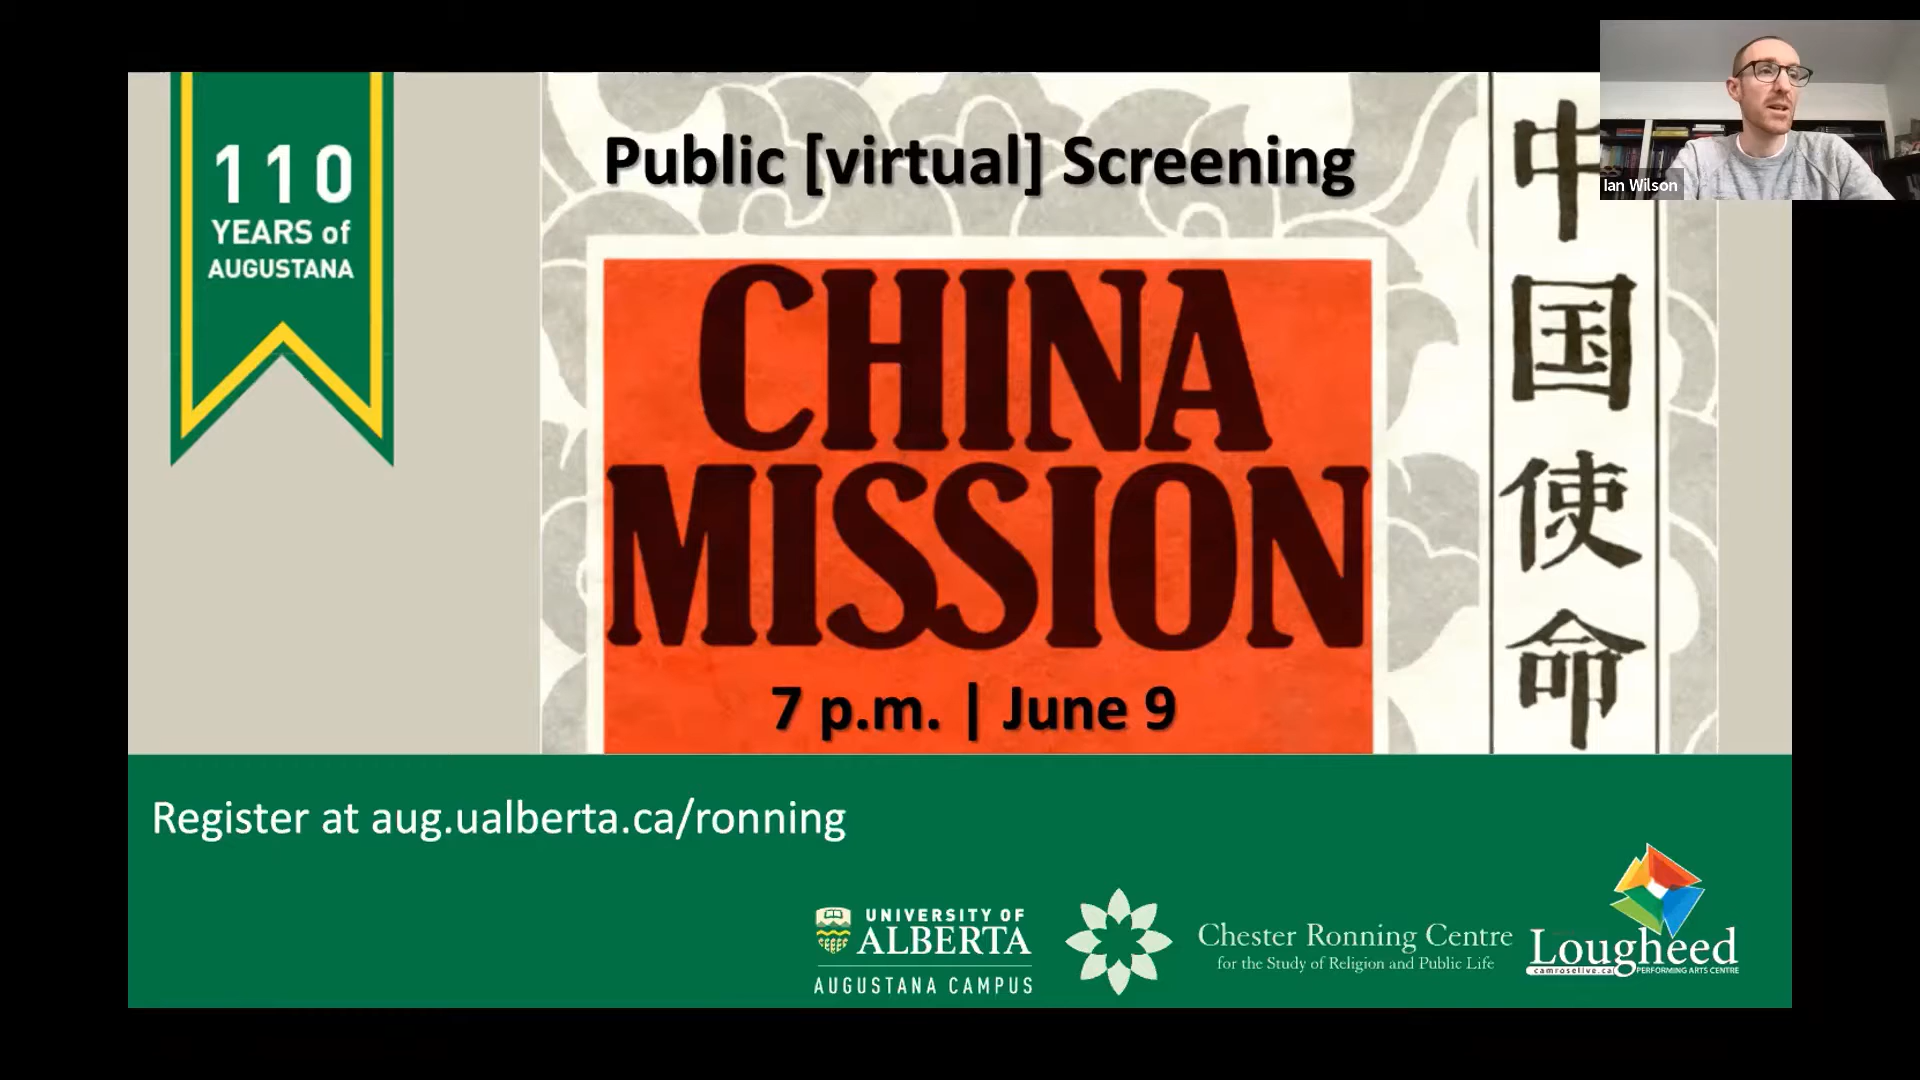 110
YEARS of
AUGUSTANA
Public [virtual] Screening
CHINA
MISSION
7 p.m. | June 9
中
国
使
命
Ian Wilson
Register at aug.ualberta.ca/ronning
UNIVERSITY OF
ALBERTA
AUGUSTANA CAMPUS
Chester Ronning Centre
for the Study of Religion and Public Life
Lougheed
camroselive.ca PERFORMING ARTS CENTRE